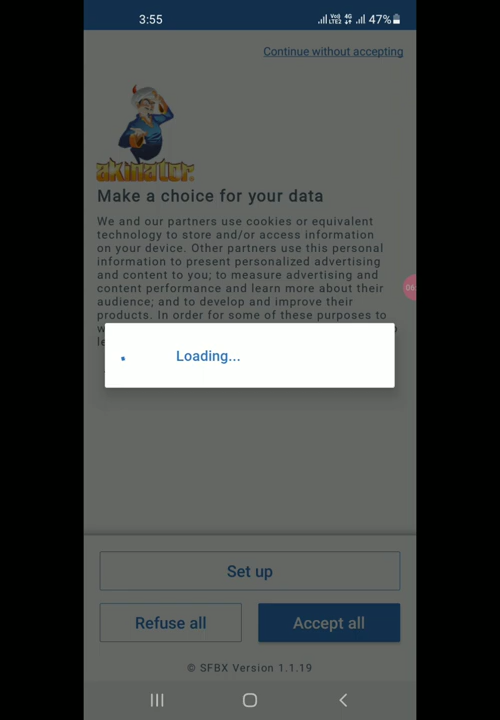 3:55
Vo) 4G
LTE2
47%
Continue without accepting
akinator
Make a choice for your data
We and our partners use cookies or equivalent
technology to store and/or access information
on your device. Other partners use this personal
information to present personalized advertising
and content to you; to measure advertising and
content performance and learn more about their
audience; and to develop and improve their
products. In order for some of these purposes to
06
Loading...
Set up
Refuse all
Accept all
© SFBX Version 1.1.19